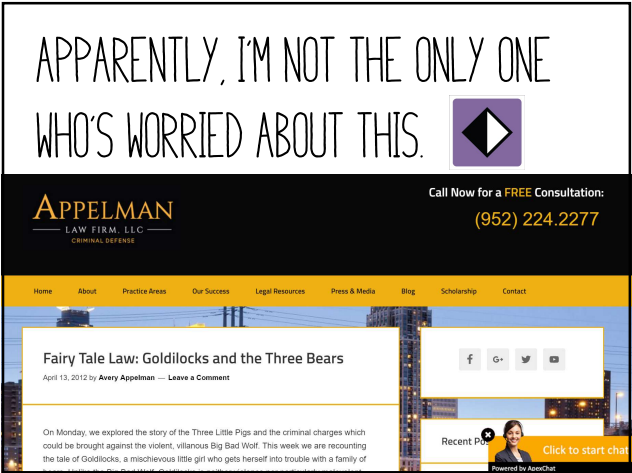 APPARENTLY, I'M NOT THE ONLY ONE
WHO'S WORRIED ABOUT THIS.
APPELMAN
LAW FIRM, LLC
CRIMINAL DEFENSE
Call Now for a FREE Consultation:
(952) 224.2277
Home About Practice Areas Our Success Legal Resources Press & Media Blog Scholarship Contact
Fairy Tale Law: Goldilocks and the Three Bears
April 13, 2012 by Avery Appelman — Leave a Comment
On Monday, we explored the story of the Three Little Pigs and the criminal charges which
could be brought against the violent, villanous Big Bad Wolf. This week we are recounting
the tale of Goldilocks, a mischievous little girl who gets herself into trouble with a family of
f G+
Recent Po
Click to start chat
Powered by ApexChat